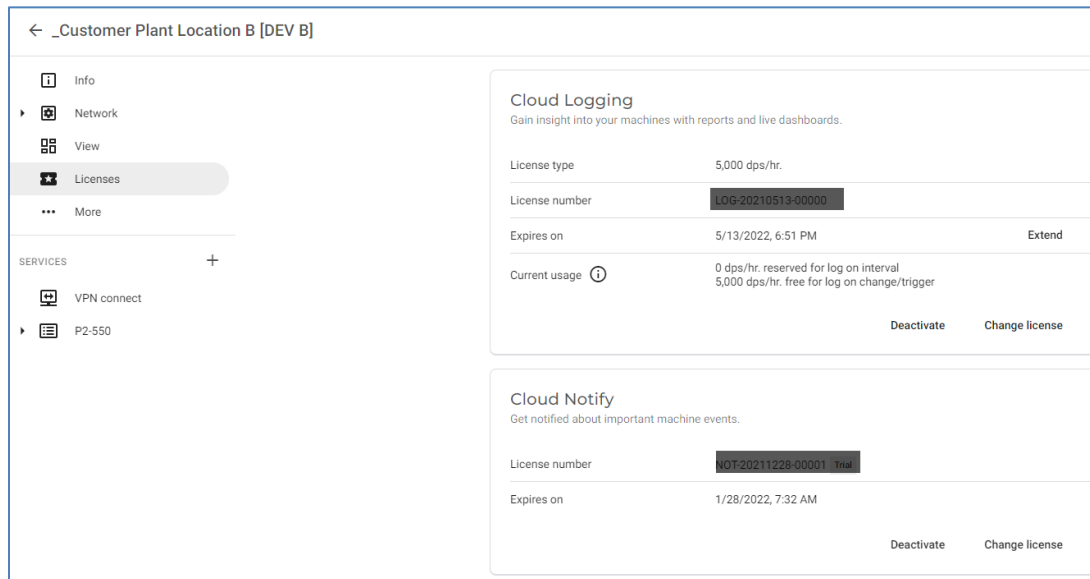 _Customer Plant Location B [DEV B]
Info
Network
View
Licenses
More
SERVICES
VPN connect
P2-550
Cloud Logging
Gain insight into your machines with reports and live dashboards.
License type 5,000 dps/hr.
License number LOG-20210513-00000
Expires on 5/13/2022, 6:51 PM Extend
Current usage 0 dps/hr. reserved for log on interval
5,000 dps/hr. free for log on change/trigger
Deactivate Change license
Cloud Notify
Get notified about important machine events.
License number NOT-20211228-00001 Trial
Expires on 1/28/2022, 7:32 AM
Deactivate Change license